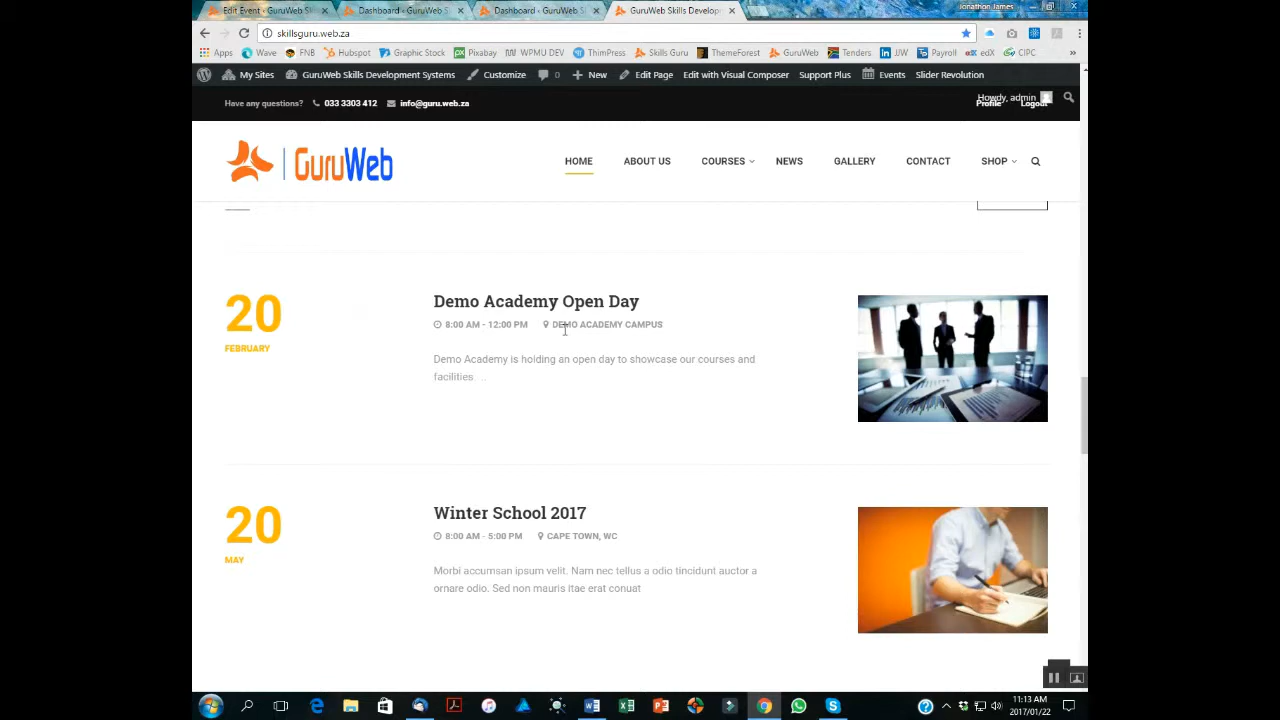 Jonathon James
Edit Event ‹ GuruWeb Sk
Dashboard ‹ GuruWeb S
Dashboard ‹ GuruWeb Sk
GuruWeb Skills Develop
skillsguru.web.za
Apps
Wave
FNB
Hubspot
Graphic Stock
Pixabay
WPMU DEV
ThimPress
Skills Guru
ThemeForest
GuruWeb
Tenders
JJW
Payroll
edX
CIPC
»
My Sites
GuruWeb Skills Development Systems
Customize
0
New
Edit Page
Edit with Visual Composer
Support Plus
Events
Slider Revolution
Have any questions?
033 3303 412
info@guru.web.za
Howdy, admin
Profile
Logout
GuruWeb
HOME
ABOUT US
COURSES
NEWS
GALLERY
CONTACT
SHOP
20
FEBRUARY
Demo Academy Open Day
8:00 AM - 12:00 PM
DEMO ACADEMY CAMPUS
Demo Academy is holding an open day to showcase our courses and
facilities ...
20
MAY
Winter School 2017
8:00 AM - 5:00 PM
CAPE TOWN, WC
Morbi accumsan ipsum velit. Nam nec tellus a odio tincidunt auctor a
ornare odio. Sed non mauris itae erat conuat
11:13 AM
2017/01/22